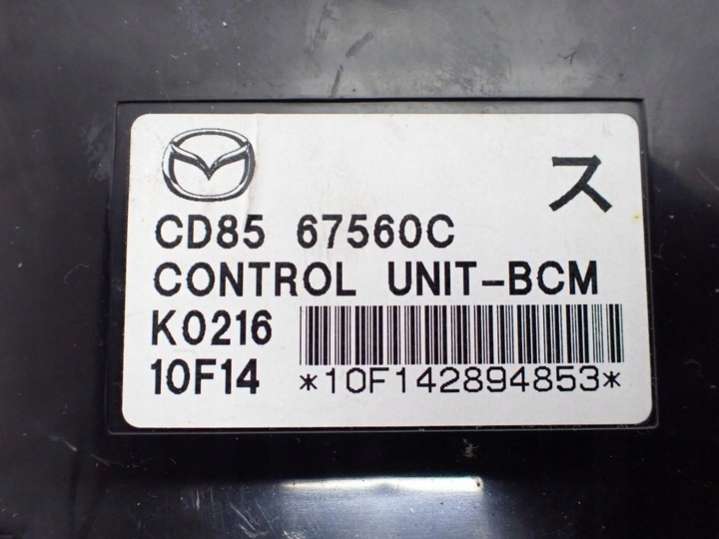 ス
CD85 67560C
CONTROL UNIT-BCM
K0216
10F14 *10F142894853*